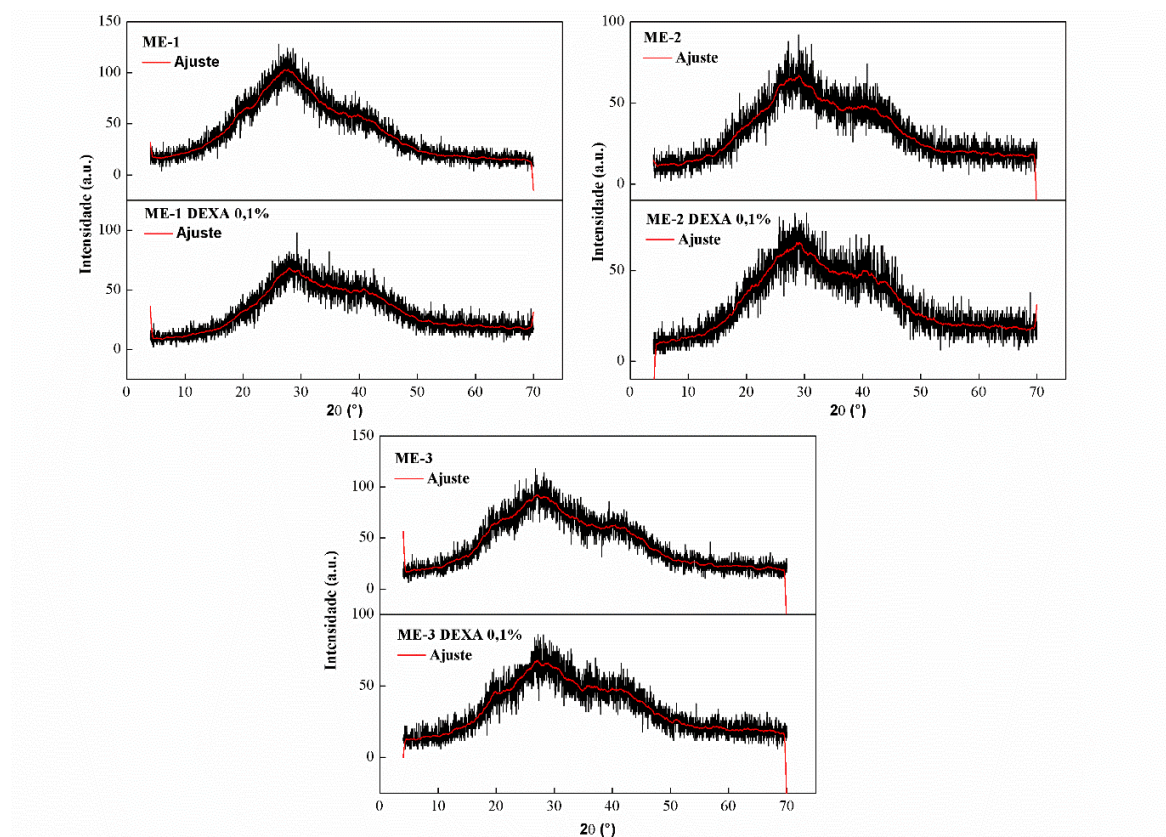 150
100
50
0
ME-1
Ajuste
100
50
0
ME-1 DEXA 0,1%
Ajuste
Intensidade (a.u.)
0 10 20 30 40 50 60 70
2θ (°)
100
50
0
ME-2
Ajuste
50
0
ME-2 DEXA 0,1%
Ajuste
Intensidade (a.u.)
0 10 20 30 40 50 60 70
2θ (°)
150
100
50
0
ME-3
Ajuste
100
50
0
ME-3 DEXA 0,1%
Ajuste
Intensidade (a.u.)
0 10 20 30 40 50 60 70
2θ (°)